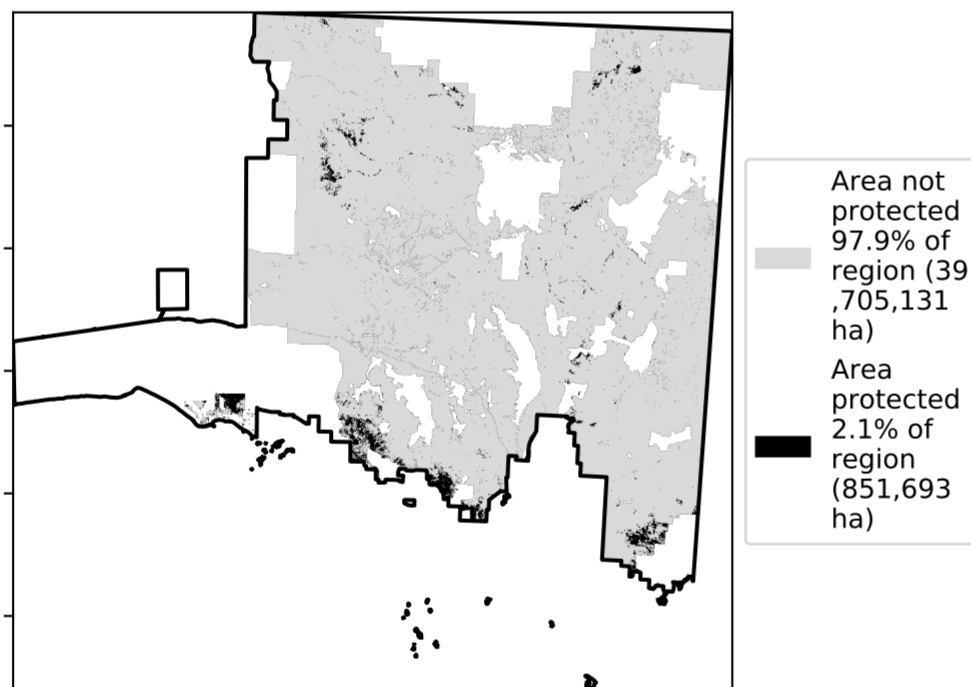 Area not
protected
97.9% of
region (39
,705,131
ha)
Area
protected
2.1% of
region
(851,693
ha)